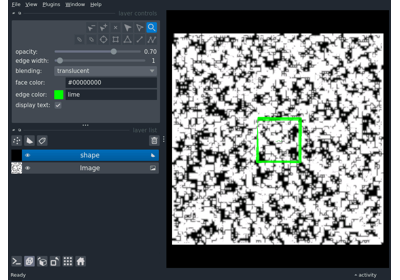 File View Plugins Window Help
layer controls
opacity: 0.70
edge width: 1
blending: translucent
face color: #00000000
edge color: lime
display text:
layer list
shape
Image
Ready
activity